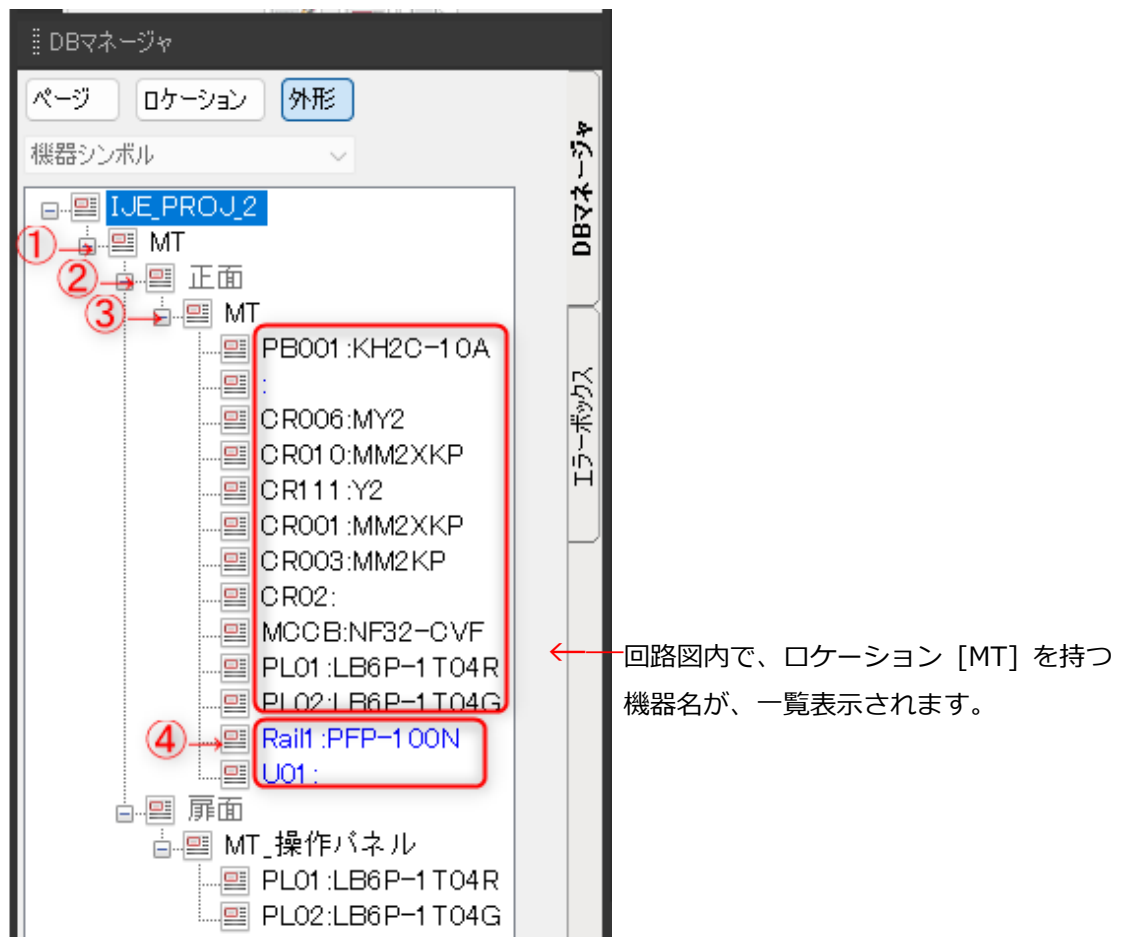 DBマネージャ
ページ ロケーション 外形
機器シンボル
IJE_PROJ_2
① MT
② 正面
③ MT
PB001:KH2C-10A
:
CR006:MY2
CR010:MM2XKP
CR111:Y2
CR001:MM2XKP
CR003:MM2KP
CR02:
MCCB:NF32-CVF
PL01:LB6P-1T04R
PL02:LB6P-1T04G
④ Rail1:PFP-100N
U01:
扉面
MT_操作パネル
PL01:LB6P-1T04R
PL02:LB6P-1T04G
DBマネージャ
エラーボックス
回路図内で、ロケーション [MT] を持つ
機器名が、一覧表示されます。